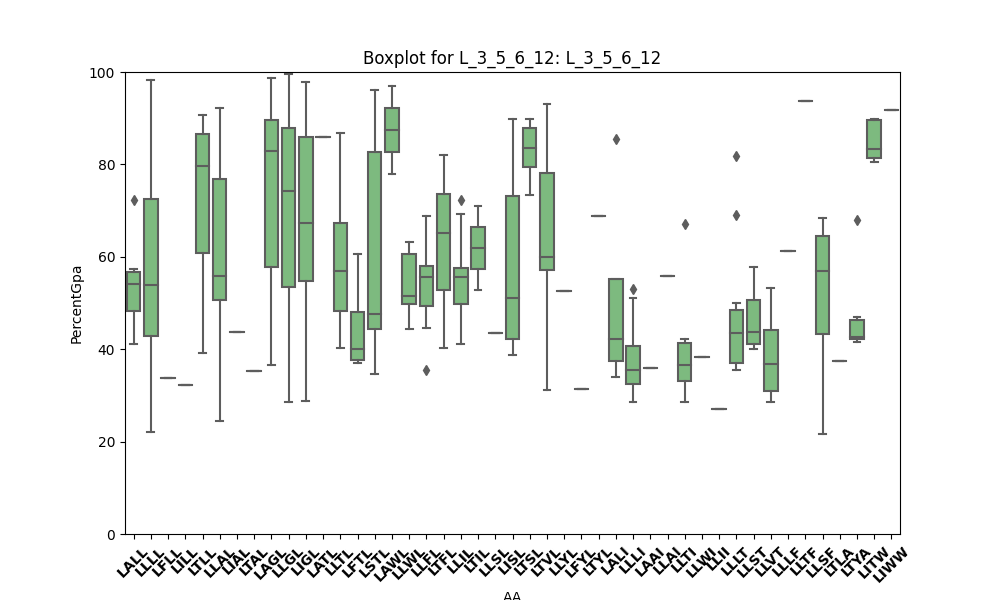 Boxplot for L_3_5_6_12: L_3_5_6_12
PercentGpa
100
80
60
40
20
0
LALL
LLLL
LFLL
LILL
LTLL
LLAL
LIAL
LTAL
LAGL
LLGL
LIGL
LATL
LLTL
LFTL
LSTL
LAWL
LLWL
LLFL
LTFL
LLIL
LTIL
LLSL
LISL
LTSL
LTVL
LLYL
LFYL
LTYL
LALI
LLLI
LAAI
LLAI
LLTI
LLWI
LLII
LLLT
LLST
LLVT
LLLF
LLTF
LLSF
LTLA
LTYA
LITW
LIWW
AA